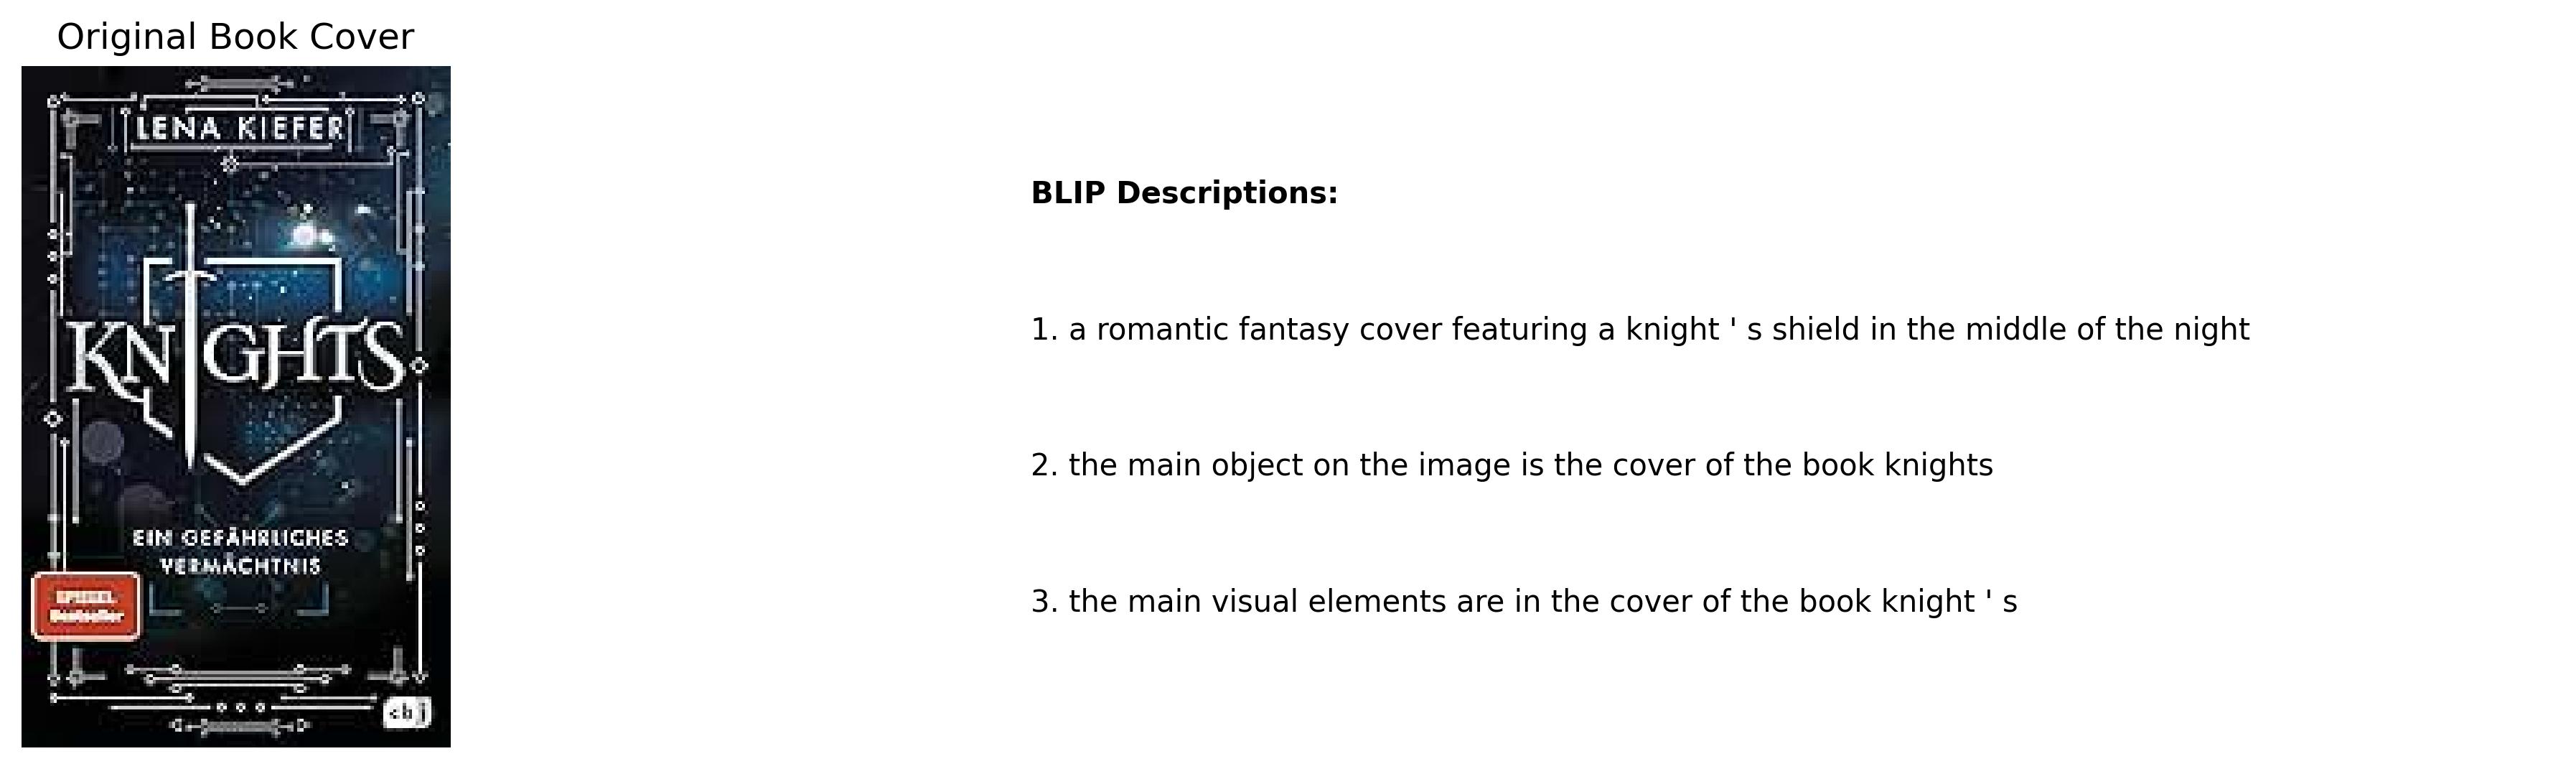 Original Book Cover
LENA KIEFER
KNIGHTS
EIN GEFÄHRLICHES
VERMÄCHTNIS
SPIEGEL
Bestseller
cbj
BLIP Descriptions:
1. a romantic fantasy cover featuring a knight ' s shield in the middle of the night
2. the main object on the image is the cover of the book knights
3. the main visual elements are in the cover of the book knight ' s